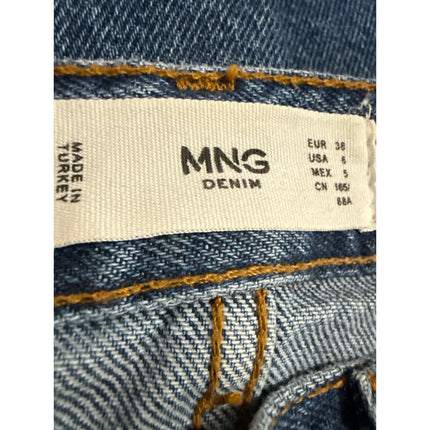 MADE IN
TURKEY
MNG
DENIM
EUR 38
USA 6
MEX 5
CN 165/
68A